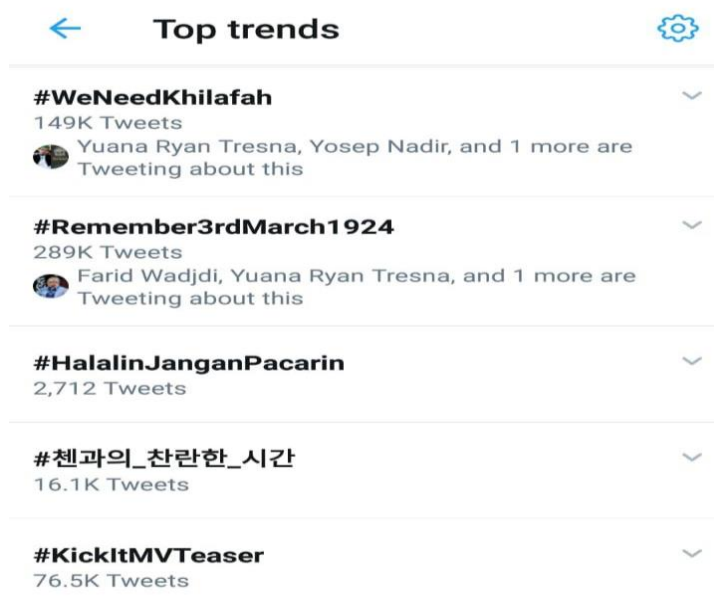 Top trends
#WeNeedKhilafah
149K Tweets
Yuana Ryan Tresna, Yosep Nadir, and 1 more are
Tweeting about this
#Remember3rdMarch1924
289K Tweets
Farid Wadjdi, Yuana Ryan Tresna, and 1 more are
Tweeting about this
#HalalinJanganPacarin
2,712 Tweets
#첸과의_찬란한_시간
16.1K Tweets
#KickItMVTeaser
76.5K Tweets